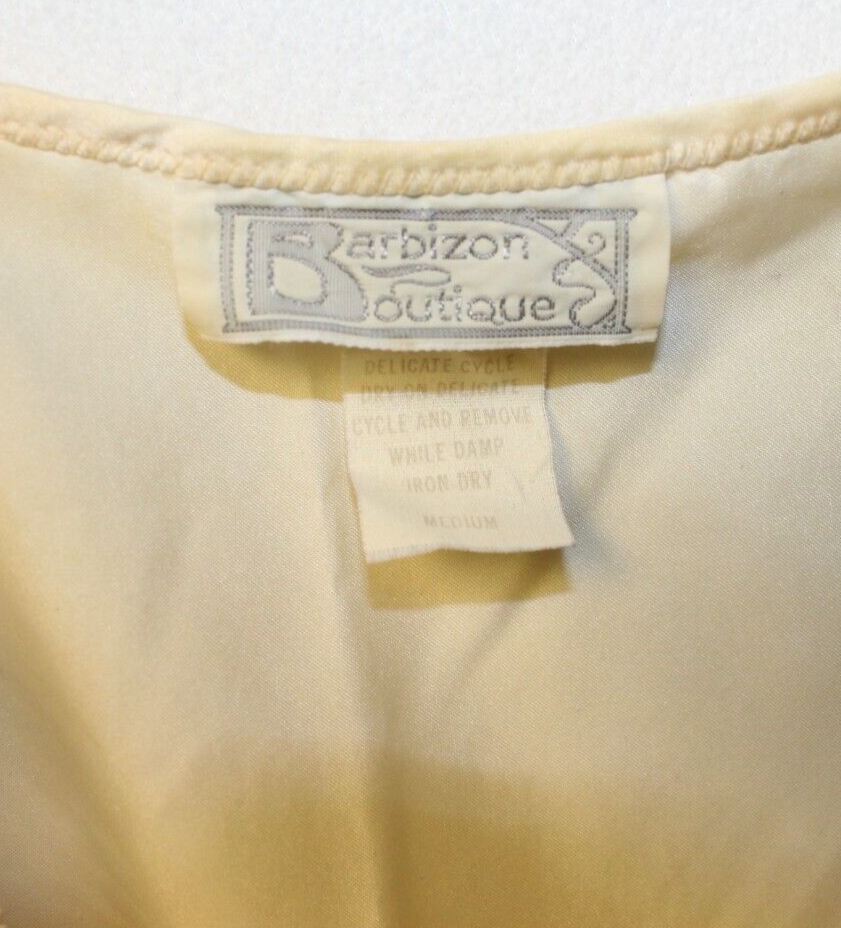 Barbizon
Boutique
DELICATE CYCLE
DRY ON DELICATE
CYCLE AND REMOVE
WHILE DAMP
IRON DRY
MEDIUM